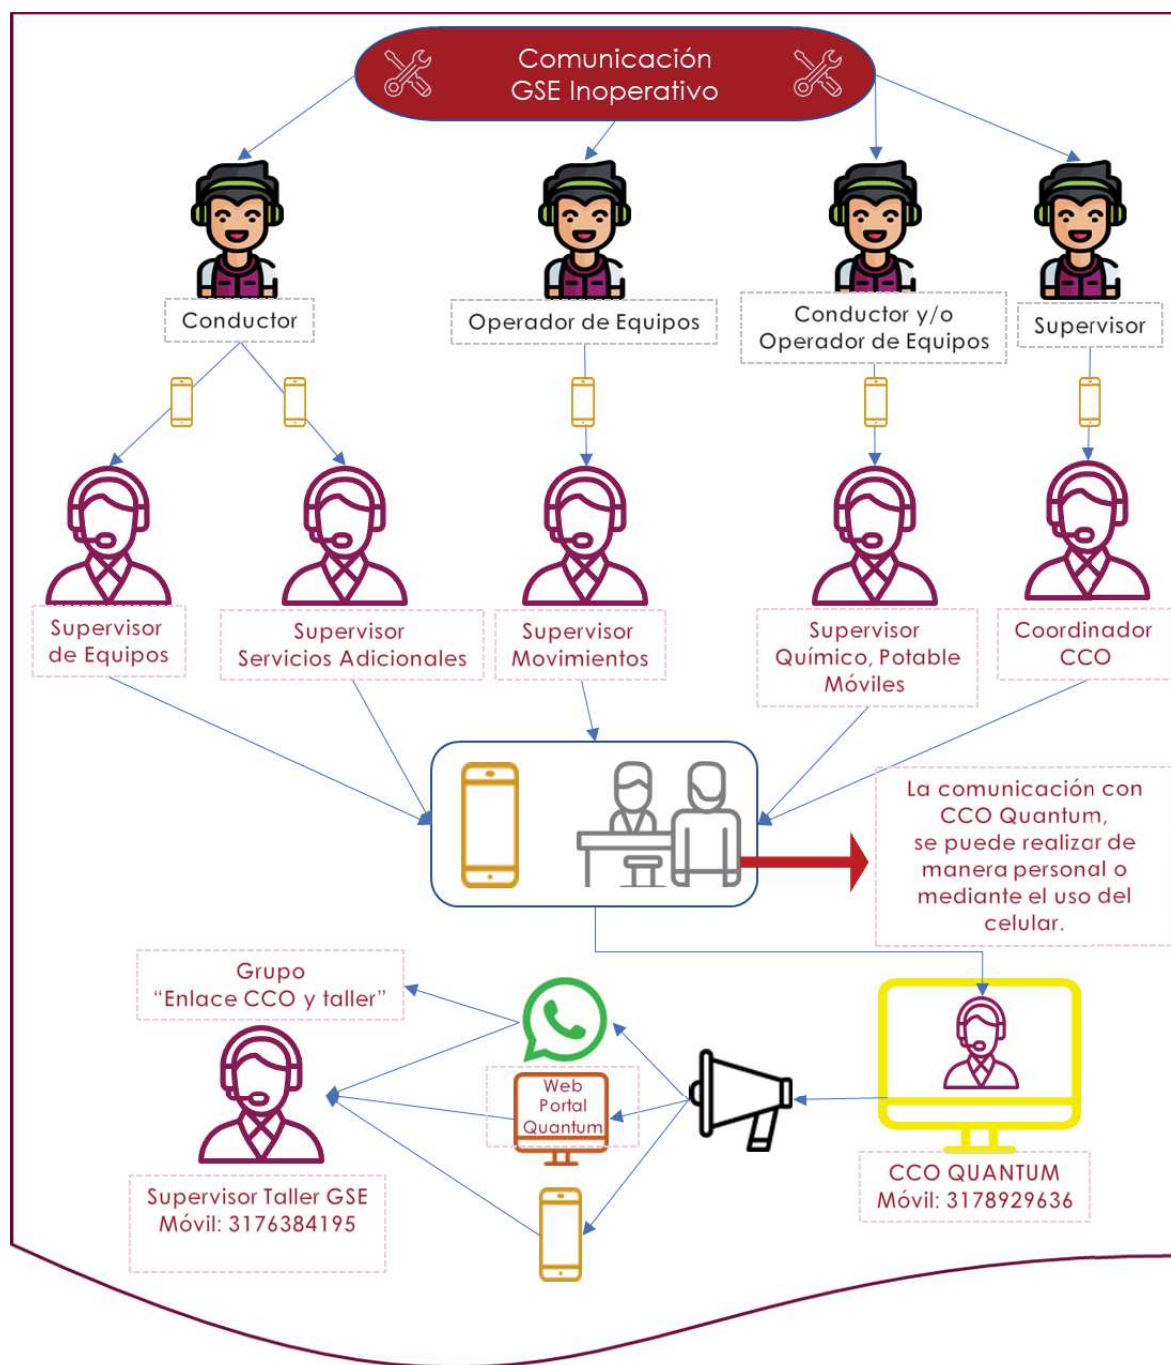 Comunicación
GSE Inoperativo
Conductor
Operador de Equipos
Conductor y/o
Operador de Equipos
Supervisor
Supervisor
de Equipos
Supervisor
Servicios Adicionales
Supervisor
Movimientos
Supervisor
Químico, Potable
Móviles
Coordinador
CCO
La comunicación con
CCO Quantum,
se puede realizar de
manera personal o
mediante el uso del
celular.
Grupo
“Enlace CCO y taller”
Web
Portal
Quantum
Supervisor Taller GSE
Móvil: 3176384195
CCO QUANTUM
Móvil: 3178929636